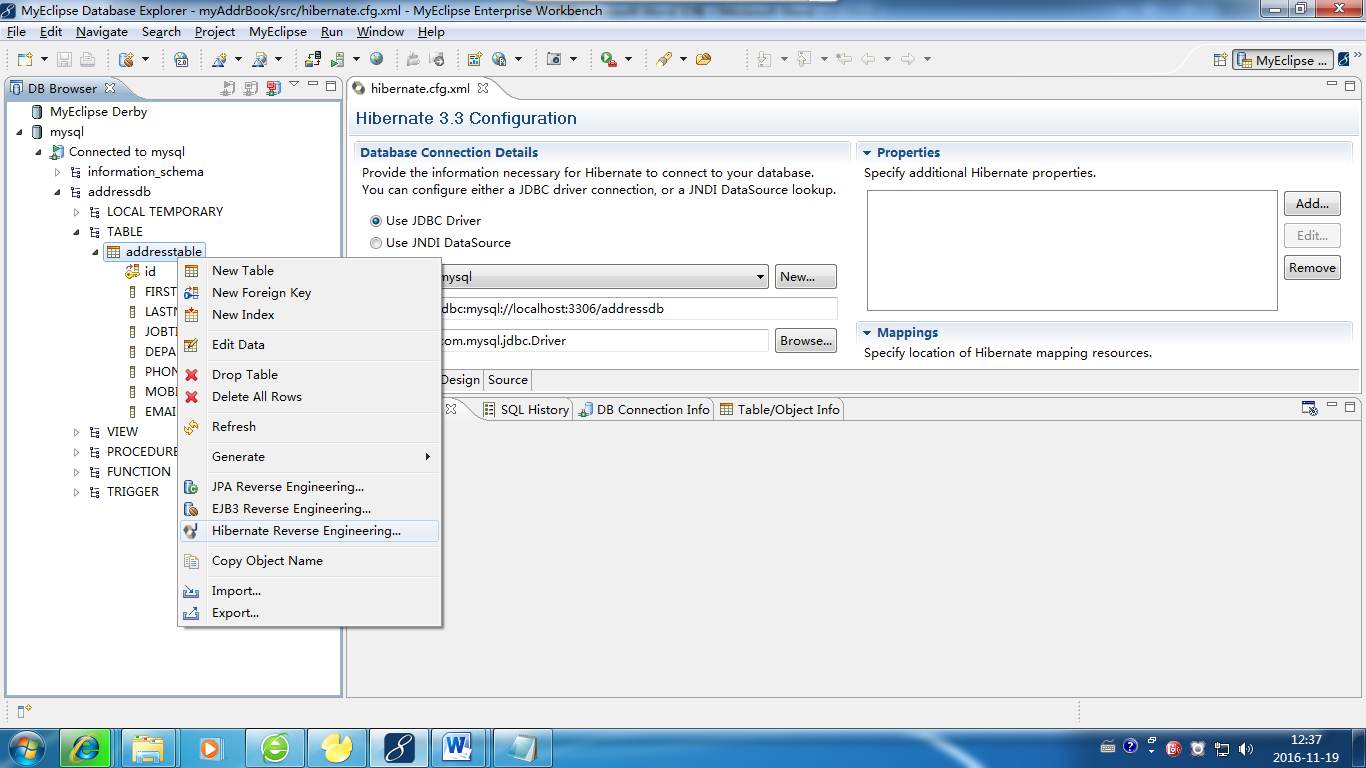 MyEclipse Database Explorer - myAddrBook/src/hibernate.cfg.xml - MyEclipse Enterprise Workbench
File Edit Navigate Search Project MyEclipse Run Window Help
MyEclipse ...
DB Browser
MyEclipse Derby
mysql
Connected to mysql
information_schema
addressdb
LOCAL TEMPORARY
TABLE
addresstable
id
FIRST
LASTN
JOBTI
DEPA
PHON
MOBI
EMAI
VIEW
PROCEDURE
FUNCTION
TRIGGER
New Table
New Foreign Key
New Index
Edit Data
Drop Table
Delete All Rows
Refresh
Generate
JPA Reverse Engineering...
EJB3 Reverse Engineering...
Hibernate Reverse Engineering...
Copy Object Name
Import...
Export...
hibernate.cfg.xml
Hibernate 3.3 Configuration
Database Connection Details
Provide the information necessary for Hibernate to connect to your database.
You can configure either a JDBC driver connection, or a JNDI DataSource lookup.
Use JDBC Driver
Use JNDI DataSource
mysql
New...
dbc:mysql://localhost:3306/addressdb
com.mysql.jdbc.Driver
Browse...
Properties
Specify additional Hibernate properties.
Add...
Edit...
Remove
Mappings
Specify location of Hibernate mapping resources.
Design Source
SQL History DB Connection Info Table/Object Info
12:37
2016-11-19